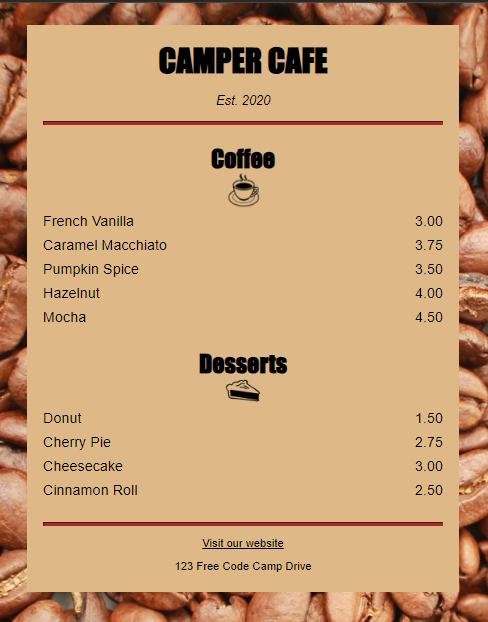 CAMPER CAFE
Est. 2020
Coffee
French Vanilla 3.00
Caramel Macchiato 3.75
Pumpkin Spice 3.50
Hazelnut 4.00
Mocha 4.50
Desserts
Donut 1.50
Cherry Pie 2.75
Cheesecake 3.00
Cinnamon Roll 2.50
Visit our website
123 Free Code Camp Drive